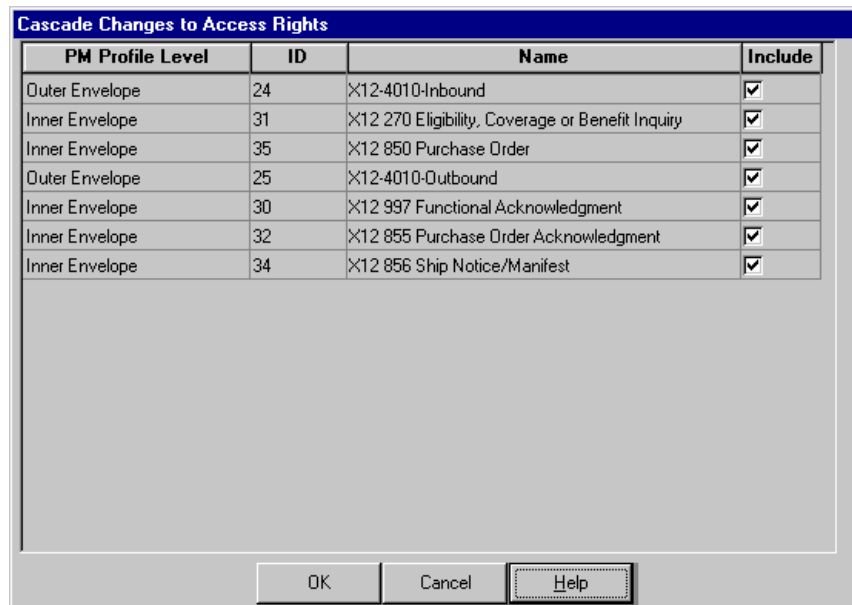 Cascade Changes to Access Rights
PM Profile Level ID Name Include
Outer Envelope 24 X12-4010-Inbound
Inner Envelope 31 X12 270 Eligibility, Coverage or Benefit Inquiry
Inner Envelope 35 X12 850 Purchase Order
Outer Envelope 25 X12-4010-Outbound
Inner Envelope 30 X12 997 Functional Acknowledgment
Inner Envelope 32 X12 855 Purchase Order Acknowledgment
Inner Envelope 34 X12 856 Ship Notice/Manifest
OK Cancel Help